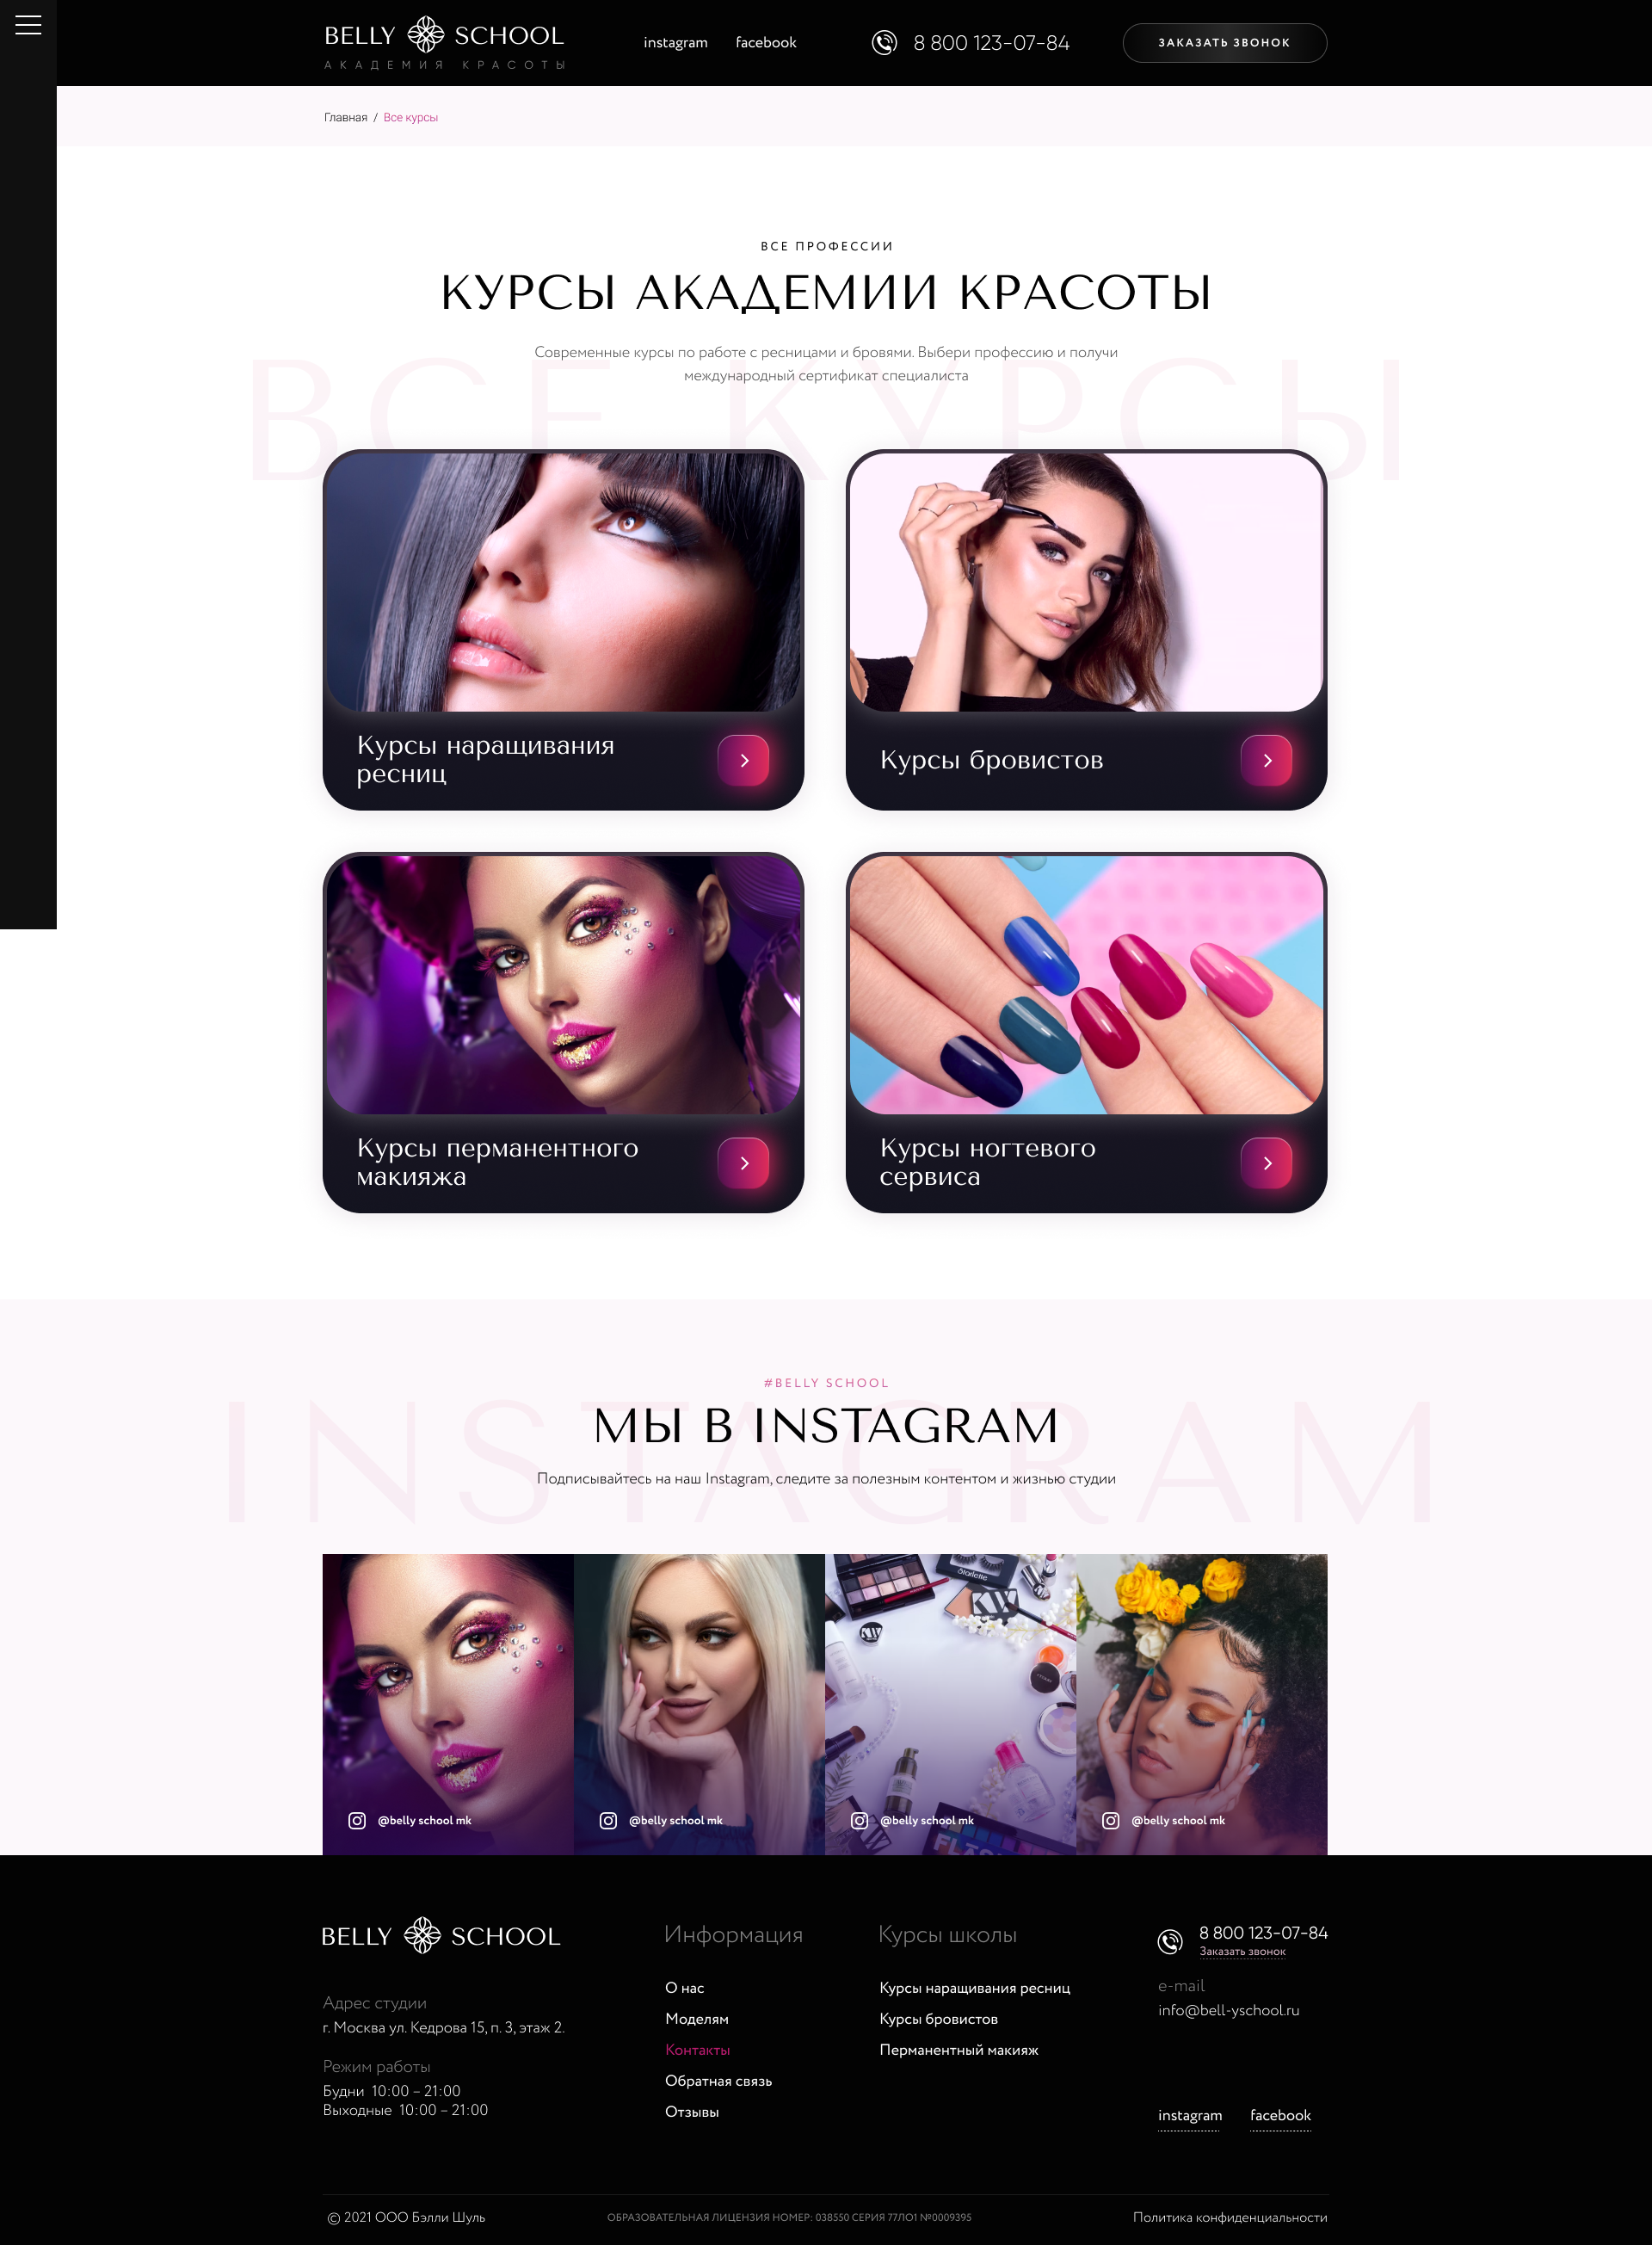 BELLY SCHOOL
АКАДЕМИЯ КРАСОТЫ
instagram facebook
8 800 123-07-84
ЗАКАЗАТЬ ЗВОНОК
Главная / Все курсы
ВСЕ ПРОФЕССИИ
КУРСЫ АКАДЕМИИ КРАСОТЫ
ВСЕ КУРСЫ
Современные курсы по работе с ресницами и бровями. Выбери профессию и получи
международный сертификат специалиста
Курсы наращивания
ресниц
Курсы бровистов
Курсы перманентного
макияжа
Курсы ногтевого
сервиса
#BELLY SCHOOL
МЫ В INSTAGRAM
INSTAGRAM
Подписывайтесь на наш Instagram, следите за полезным контентом и жизнью студии
Starlette
KW
KW
@belly school mk
@belly school mk
@belly school mk
@belly school mk
BELLY SCHOOL
Адрес студии
г. Москва ул. Кедрова 15, п. 3, этаж 2.
Режим работы
Будни 10:00 – 21:00
Выходные 10:00 – 21:00
Информация
О нас
Моделям
Контакты
Обратная связь
Отзывы
Курсы школы
Курсы наращивания ресниц
Курсы бровистов
Перманентный макияж
8 800 123-07-84
Заказать звонок
e-mail
info@bell-yschool.ru
instagram facebook
© 2021 ООО Бэлли Шуль
ОБРАЗОВАТЕЛЬНАЯ ЛИЦЕНЗИЯ НОМЕР: 038550 СЕРИЯ 77ЛО1 №0009395
Политика конфиденциальности